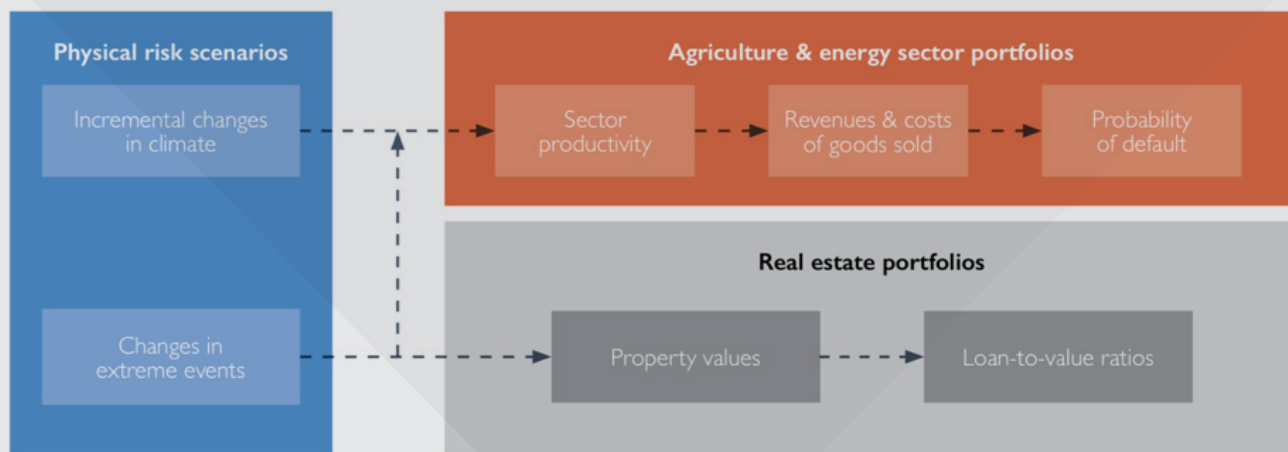 Physical risk scenarios
Incremental changes
in climate
Changes in
extreme events
Agriculture & energy sector portfolios
Sector
productivity
Revenues & costs
of goods sold
Probability
of default
Real estate portfolios
Property values
Loan-to-value ratios